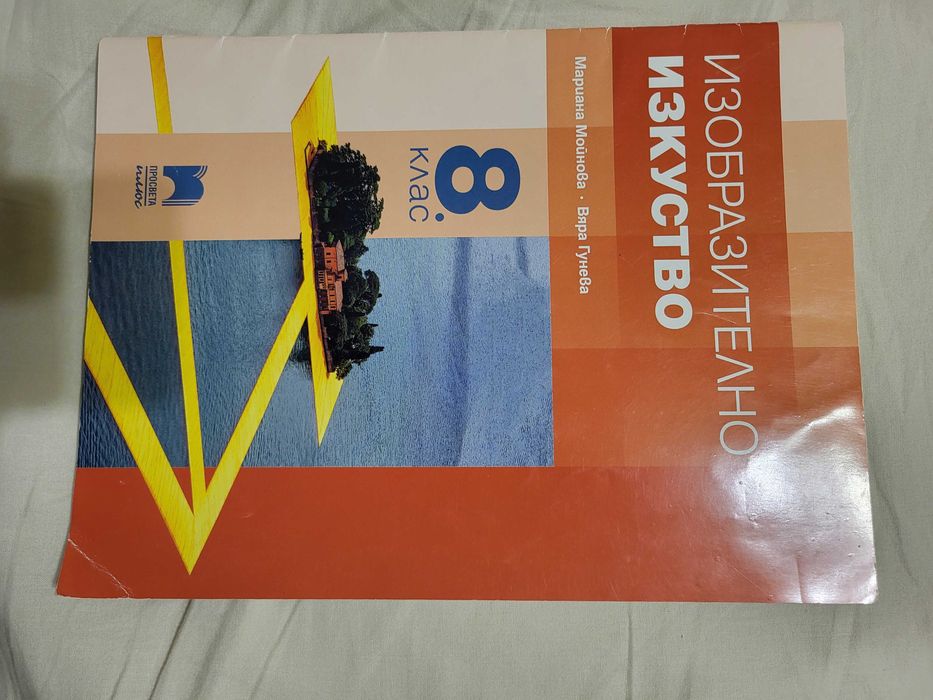 ИЗОБРАЗИТЕЛНО
ИЗКУСТВО
Мариана Мойнова · Вяра Гунева
8.
клас
ПРОСВЕТА
плюс